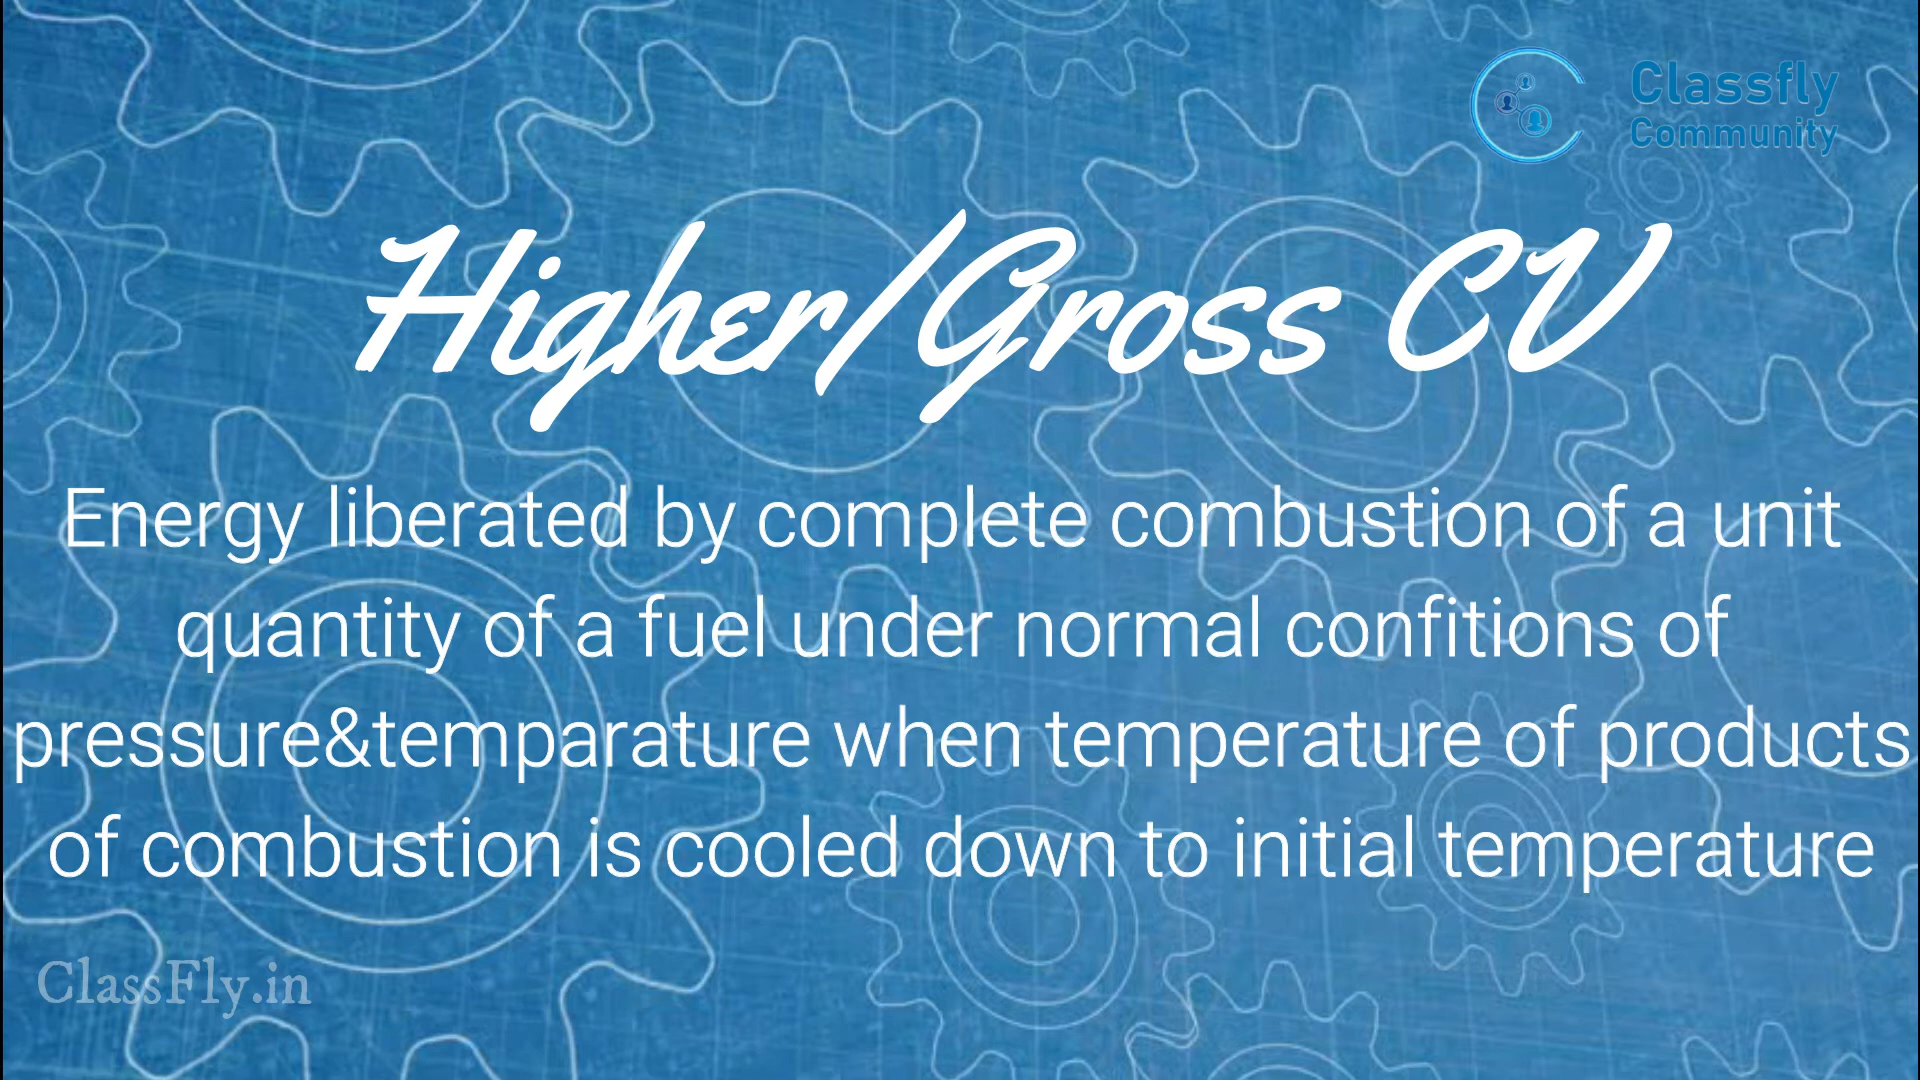 Classfly
Community
Higher/Gross CV
Energy liberated by complete combustion of a unit
quantity of a fuel under normal confitions of
pressure&temparature when temperature of products
of combustion is cooled down to initial temperature
ClassFly.in